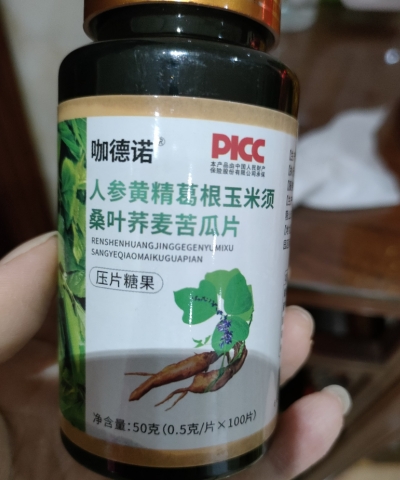 咖德诺®
PICC
本产品由中国人民财产
保险股份有限公司承保
人参黄精葛根玉米须
桑叶荞麦苦瓜片
RENSHENHUANGJINGGEGENYUMIXU
SANGYEQIAOMAIKUGUAPIAN
压片糖果
净含量:50克(0.5克/片×100片)